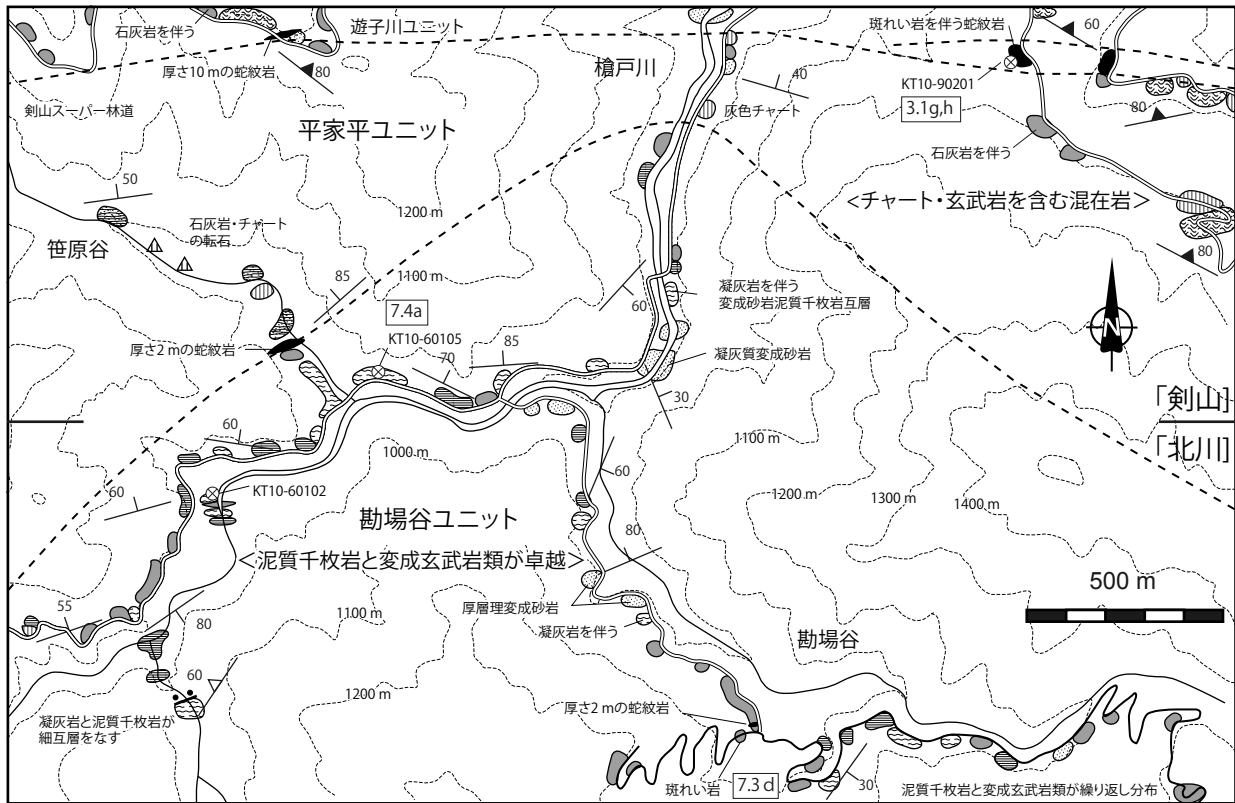 石灰岩を伴う
遊子川ユニット
厚さ10 mの蛇紋岩
80
剣山スーパー林道
平家平ユニット
檜戸川
40
灰色チャート
斑れい岩を伴う蛇紋岩
60
KT10-90201
3.1g,h
80
石灰岩を伴う
<チャート・玄武岩を含む混在岩>
80
50
1200 m
石灰岩・チャート
の転石
笹原谷
85
1100 m
7.4a
KT10-60105
厚さ2 mの蛇紋岩
70
85
60
凝灰岩を伴う
変成砂岩泥質千枚岩互層
凝灰質変成砂岩
30
N
「剣山]
「北川]
60
1000 m
1100 m
60
KT10-60102
60
1200 m
1300 m
1400 m
勘場谷ユニット
80
<泥質千枚岩と変成玄武岩類が卓越>
500 m
55
80
1100 m
厚層理変成砂岩
凝灰岩を伴う
勘場谷
60
1200 m
凝灰岩と泥質千枚岩が
細互層をなす
厚さ2 mの蛇紋岩
斑れい岩
7.3 d
30
泥質千枚岩と変成玄武岩類が繰り返し分布